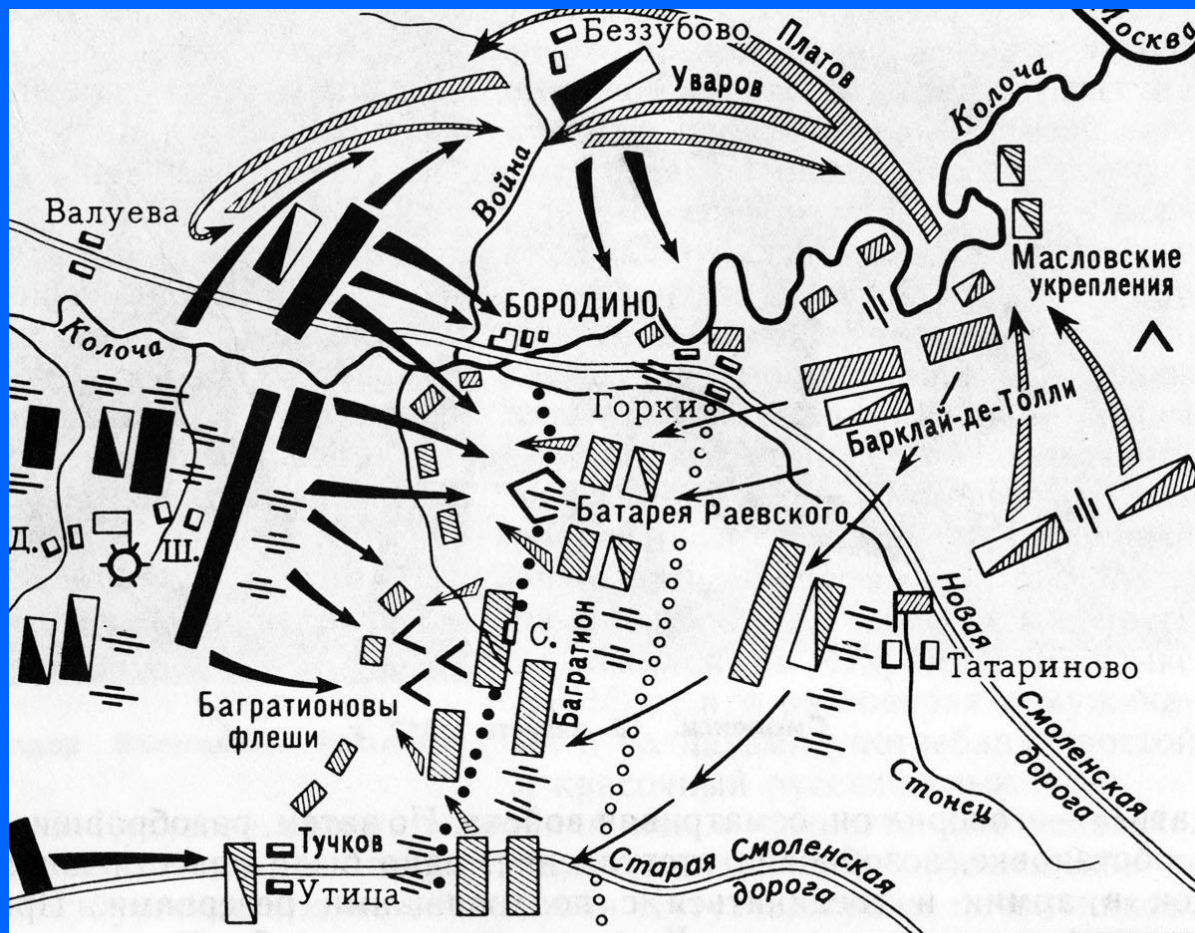 Беззубово
Платов
Уваров
Москва
Колоча
Война
Валуева
Масловские
укрепления
БОРОДИНО
Колоча
Горки
Барклай-де-Толли
Батарея Раевского
Д.
Ш.
Новая
Смоленская
дорога
С.
Багратион
Татариново
Багратионовы
флеши
Стонец
Тучков
Утица
Старая Смоленская
дорога